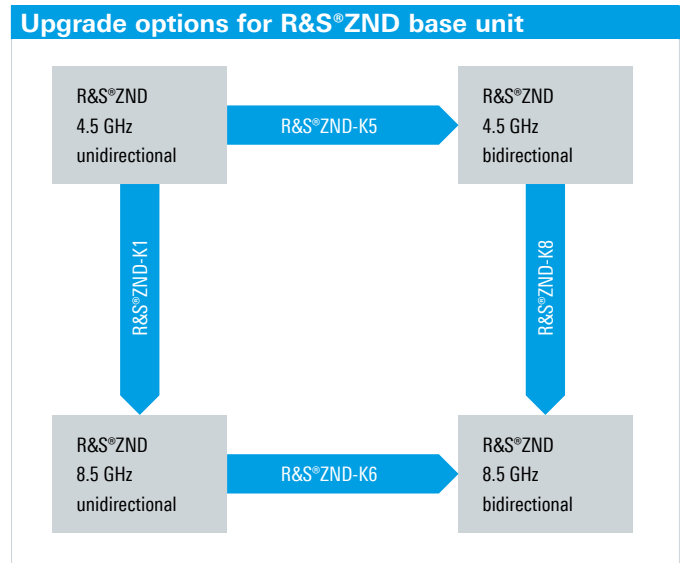 Upgrade options for R&S®ZND base unit
R&S®ZND
4.5 GHz
unidirectional
R&S®ZND-K5
R&S®ZND
4.5 GHz
bidirectional
R&S®ZND-K1
R&S®ZND-K8
R&S®ZND
8.5 GHz
unidirectional
R&S®ZND-K6
R&S®ZND
8.5 GHz
bidirectional